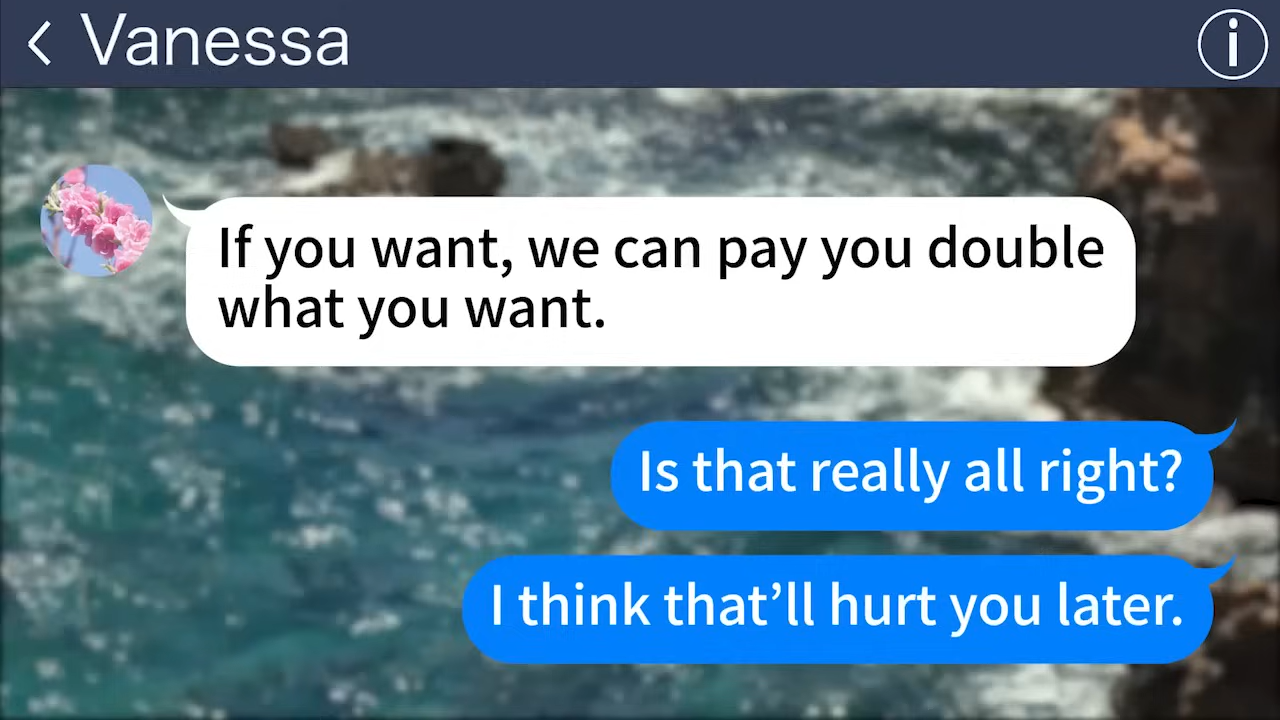 Vanessa
If you want, we can pay you double
what you want.
Is that really all right?
I think that’ll hurt you later.